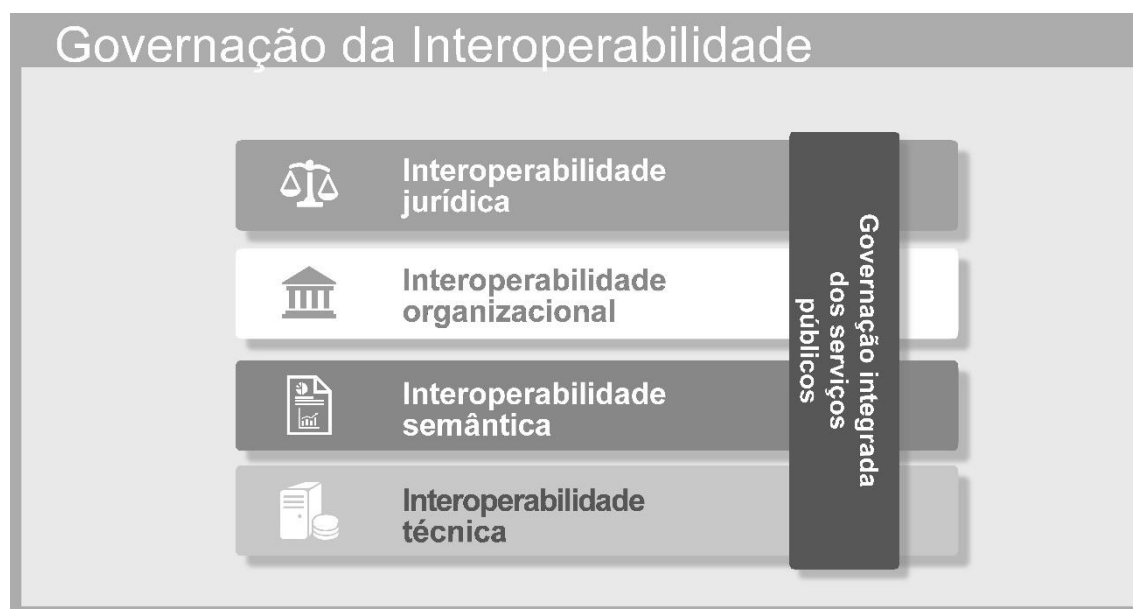 Governação da Interoperabilidade
Interoperabilidade
jurídica
Interoperabilidade
organizacional
Interoperabilidade
semântica
Interoperabilidade
técnica
Governação integrada
dos serviços
públicos